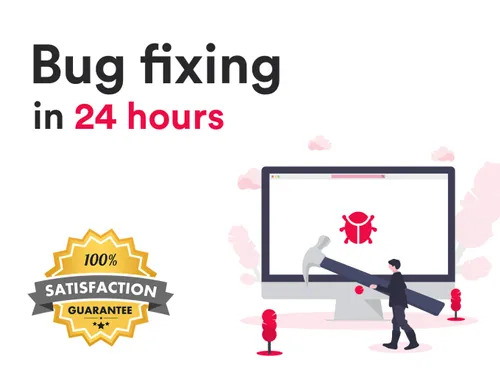 Bug fixing
in 24 hours
100%
SATISFACTION
GUARANTEE